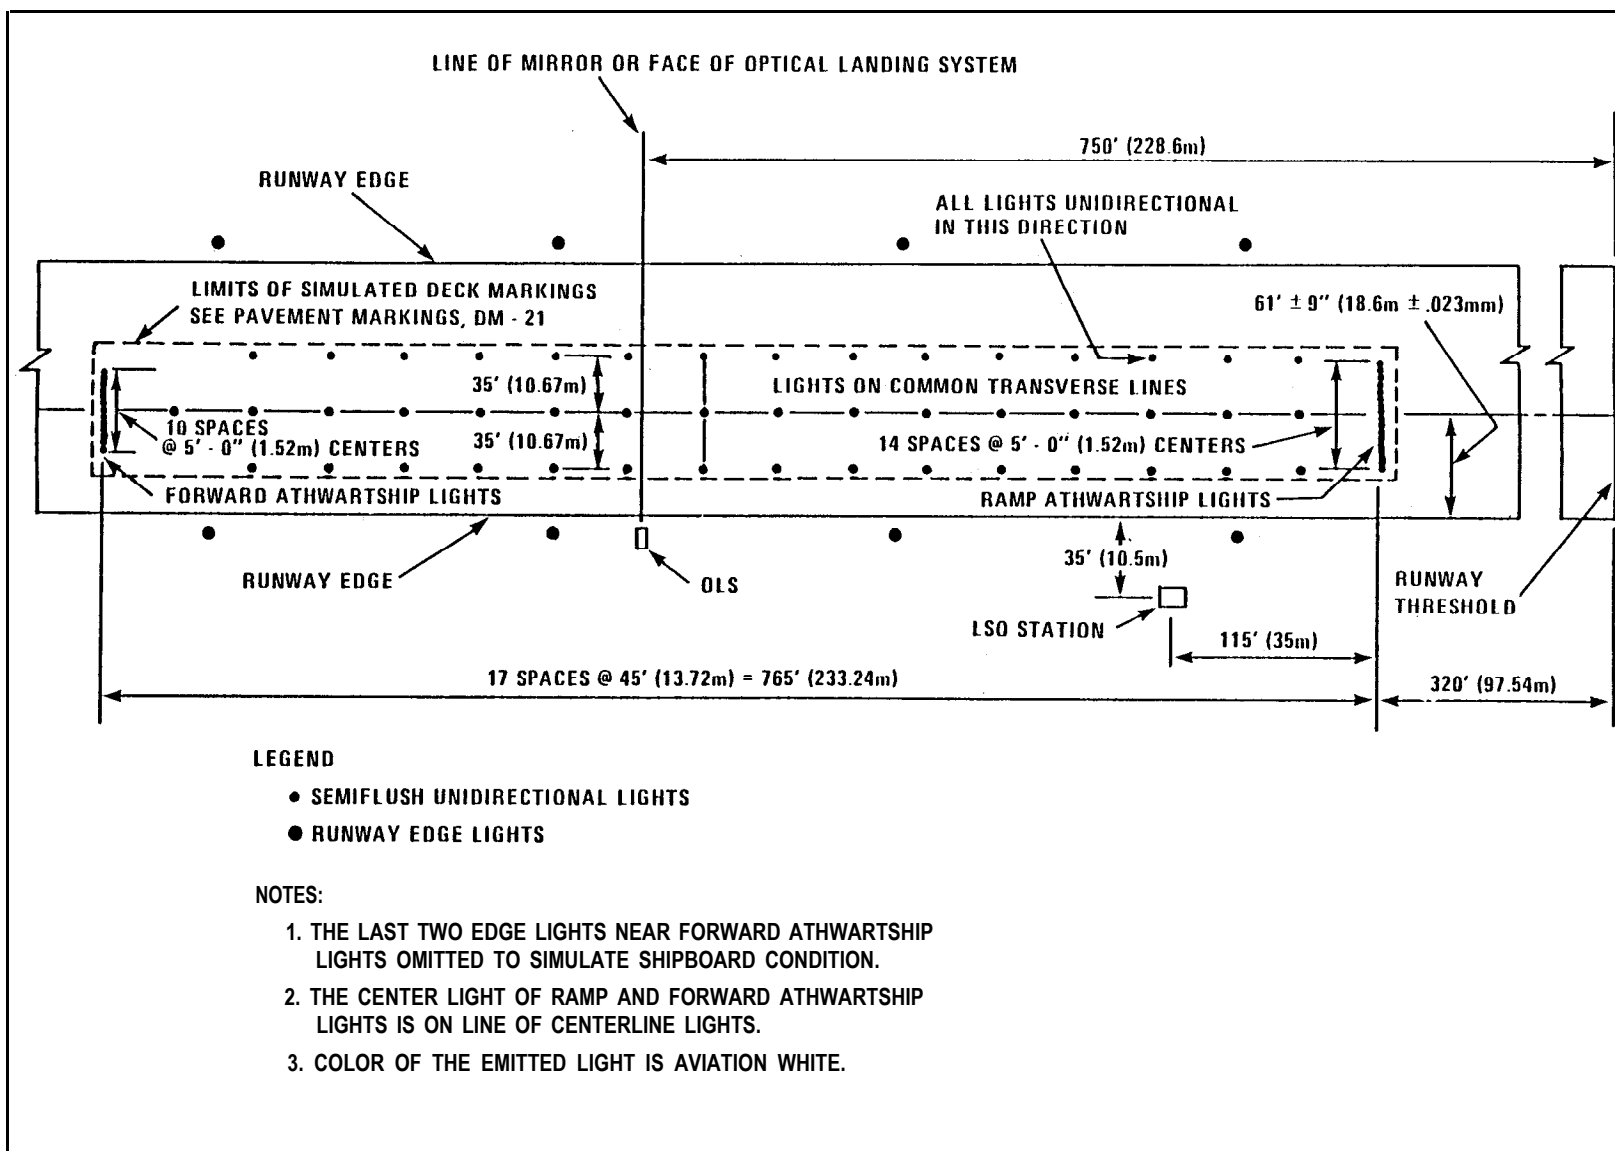 LINE OF MIRROR OR FACE OF OPTICAL LANDING SYSTEM
750' (228.6m)
RUNWAY EDGE
ALL LIGHTS UNIDIRECTIONAL
IN THIS DIRECTION
LIMITS OF SIMULATED DECK MARKINGS
SEE PAVEMENT MARKINGS, DM - 21
61' ± 9" (18.6m ± .023mm)
35' (10.67m)
LIGHTS ON COMMON TRANSVERSE LINES
10 SPACES
@ 5' - 0" (1.52m) CENTERS
35' (10.67m)
14 SPACES @ 5' - 0" (1.52m) CENTERS
FORWARD ATHWARTSHIP LIGHTS
RAMP ATHWARTSHIP LIGHTS
35' (10.5m)
RUNWAY EDGE
OLS
RUNWAY
THRESHOLD
LSO STATION
115' (35m)
17 SPACES @ 45' (13.72m) = 765' (233.24m)
320' (97.54m)
LEGEND
SEMIFLUSH UNIDIRECTIONAL LIGHTS
RUNWAY EDGE LIGHTS
NOTES:
1. THE LAST TWO EDGE LIGHTS NEAR FORWARD ATHWARTSHIP
LIGHTS OMITTED TO SIMULATE SHIPBOARD CONDITION.
2. THE CENTER LIGHT OF RAMP AND FORWARD ATHWARTSHIP
LIGHTS IS ON LINE OF CENTERLINE LIGHTS.
3. COLOR OF THE EMITTED LIGHT IS AVIATION WHITE.